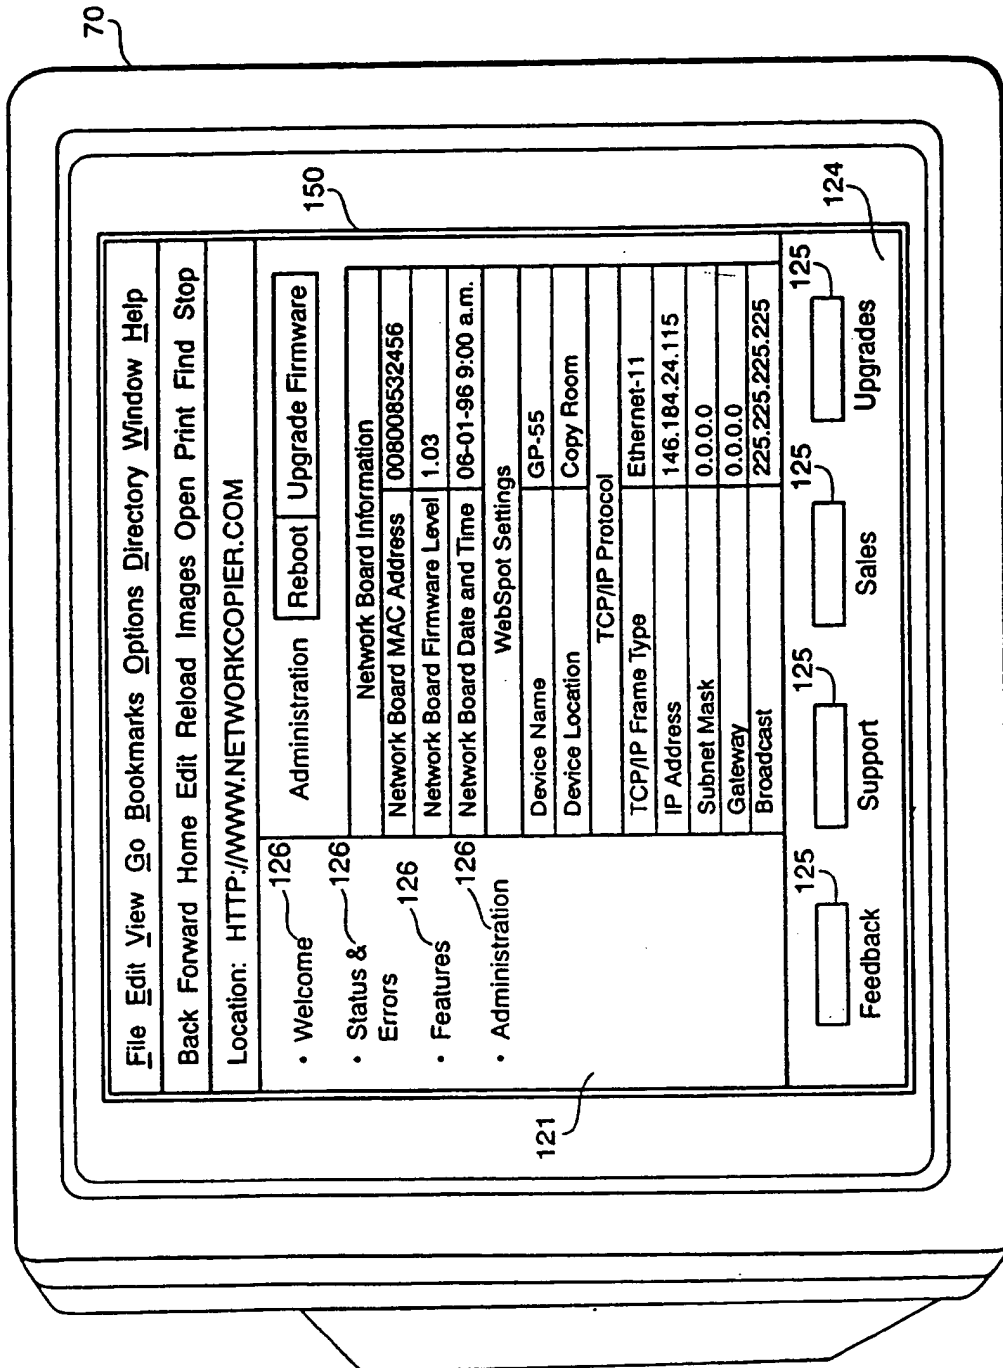 70
150
File Edit View Go Bookmarks Options Directory Window Help
Back Forward Home Edit Reload Images Open Print Find Stop
Location: HTTP://WWW.NETWORKCOPIER.COM
• Welcome 126
• Status & Errors 126
• Features 126
• Administration 126
121
Administration Reboot Upgrade Firmware
Network Board Information
Network Board MAC Address 008008532456
Network Board Firmware Level 1.03
Network Board Date and Time 06-01-96 9:00 a.m.
WebSpot Settings
Device Name GP-55
Device Location Copy Room
TCP/IP Protocol
TCP/IP Frame Type Ethernet-11
IP Address 146.184.24.115
Subnet Mask 0.0.0.0
Gateway 0.0.0.0
Broadcast 225.225.225.225
125 125 125 125
Feedback Support Sales Upgrades
124